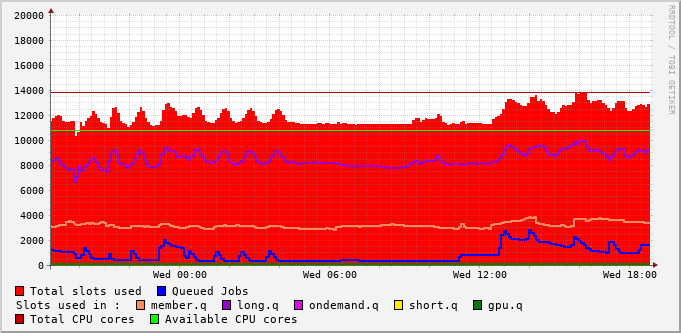 20000
18000
16000
14000
12000
10000
8000
6000
4000
2000
0
Wed 00:00 Wed 06:00 Wed 12:00 Wed 18:00
Total slots used Queued Jobs
Slots used in : member.q long.q ondemand.q short.q gpu.q
Total CPU cores Available CPU cores
RRDTOOL / TOBI OETIKER